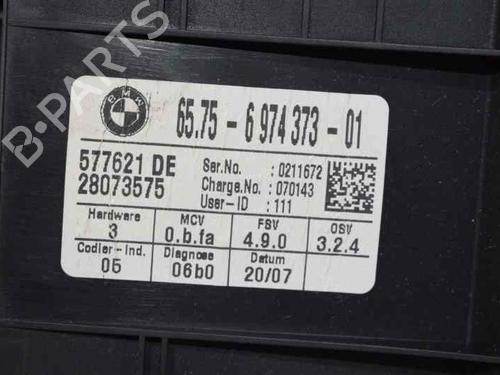 B-PARTS
BMW
65.75 - 6 974 373 - 01
577621 DE
28073575
Ser.No. : 0211672
Charge.No. : 070143
User-ID : 111
Hardware MCV FSV OSV
3 0.b.fa 4.9.0 3.2.4
Codier-Ind. Diagnose Datum
05 06b0 20/07